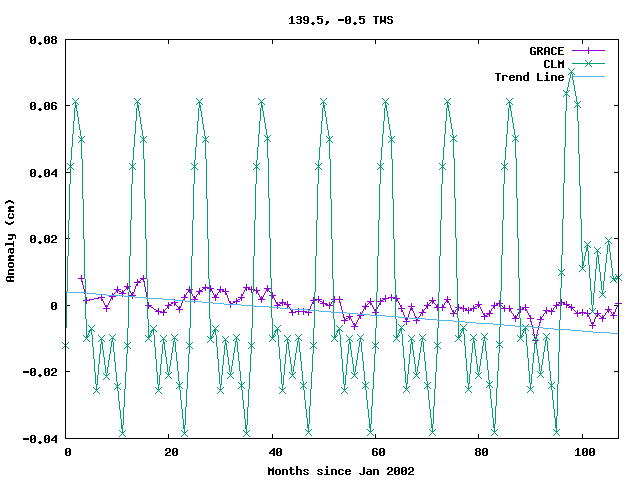 139.5, -0.5 TWS
0.08
0.06
0.04
0.02
0
-0.02
-0.04
Anomaly (cm)
GRACE
CLM
Trend Line
0 20 40 60 80 100
Months since Jan 2002